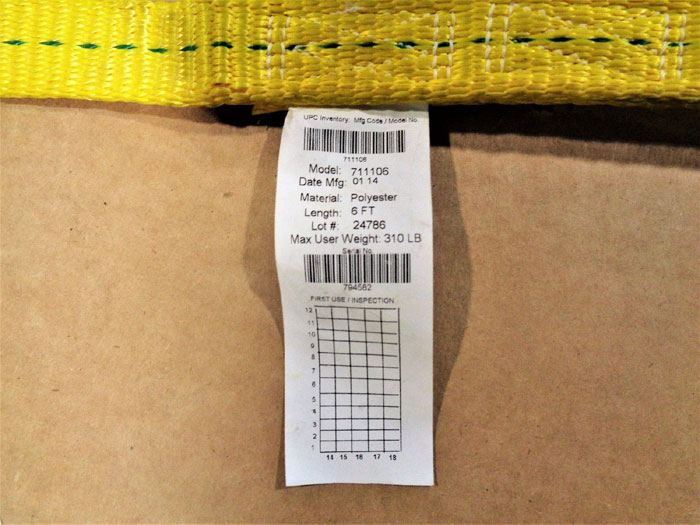 UPC Inventory: Mfg Code / Model No.
711106
Model: 711106
Date Mfg: 01 14
Material: Polyester
Length: 6 FT
Lot #: 24786
Max User Weight: 310 LB
Serial No.
794582
FIRST USE / INSPECTION
12
11
10
9
8
7
6
5
4
3
2
1
14 15 16 17 18